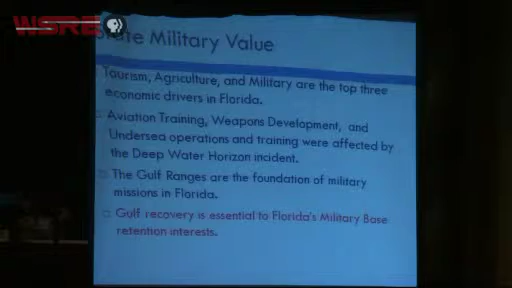 WSRE PBS
State Military Value
Tourism, Agriculture, and Military are the top three
economic drivers in Florida.
Aviation Training, Weapons Development, and
Undersea operations and training were affected by
the Deep Water Horizon incident.
The Gulf Ranges are the foundation of military
missions in Florida.
Gulf recovery is essential to Florida's Military Base
retention interests.